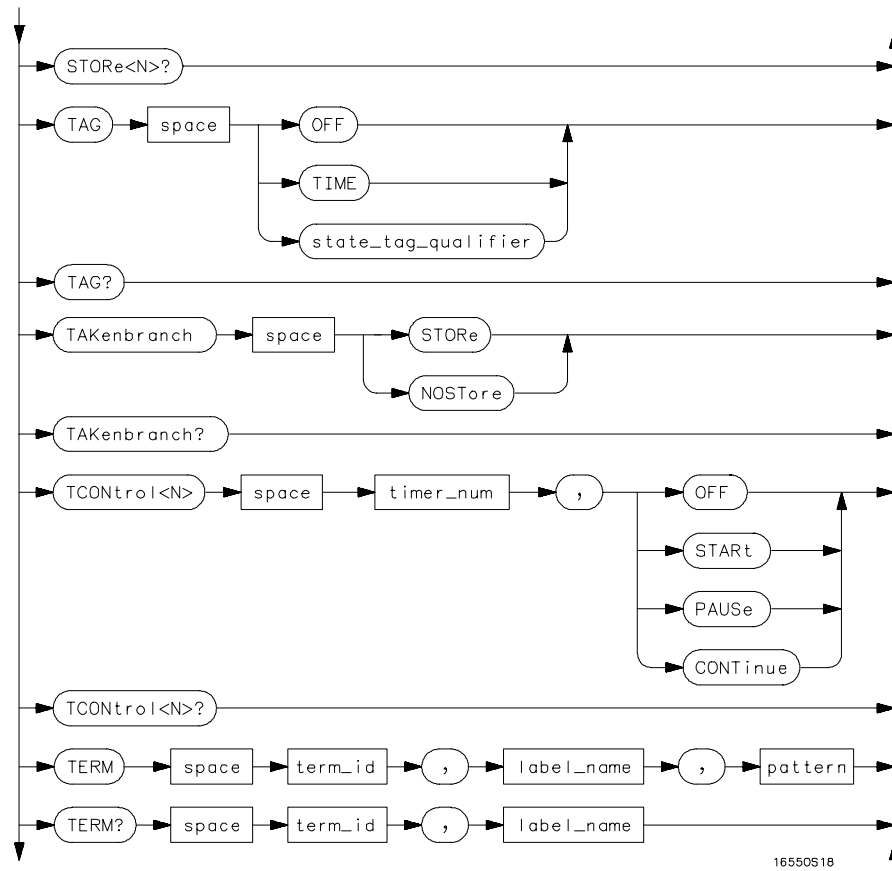 STORe<N>?
TAG space OFF
TIME
state_tag_qualifier
TAG?
TAKenbranch space STORe
NOSTore
TAKenbranch?
TCONtrol<N> space timer_num , OFF
STARt
PAUSe
CONTinue
TCONtrol<N>?
TERM space term_id , label_name , pattern
TERM? space term_id , label_name
16550S18